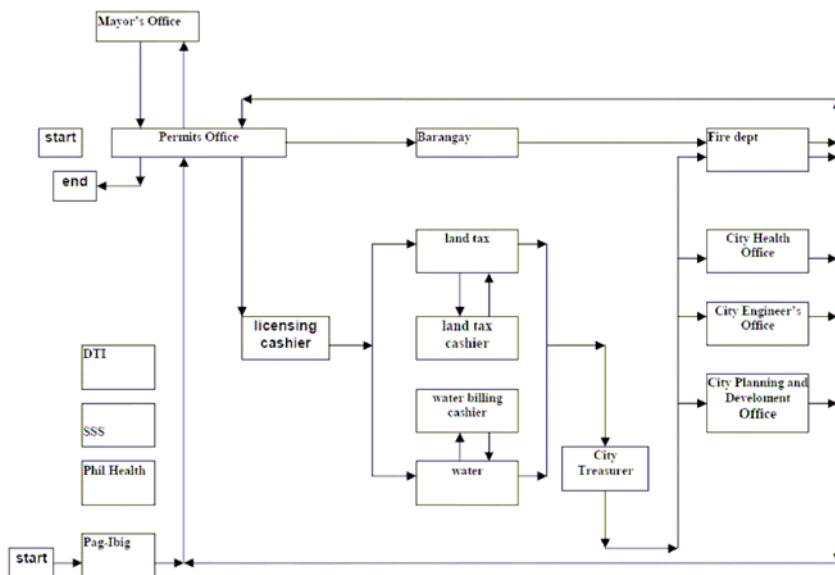 Mayor's Office
start
Permits Office
Barangay
Fire dept
end
land tax
City Health
Office
licensing
cashier
land tax
cashier
City Engineer's
Office
DTI
water billing
cashier
City Planning and
Develoment
Office
SSS
City
Treasurer
Phil Health
water
start
Pag-Ibig